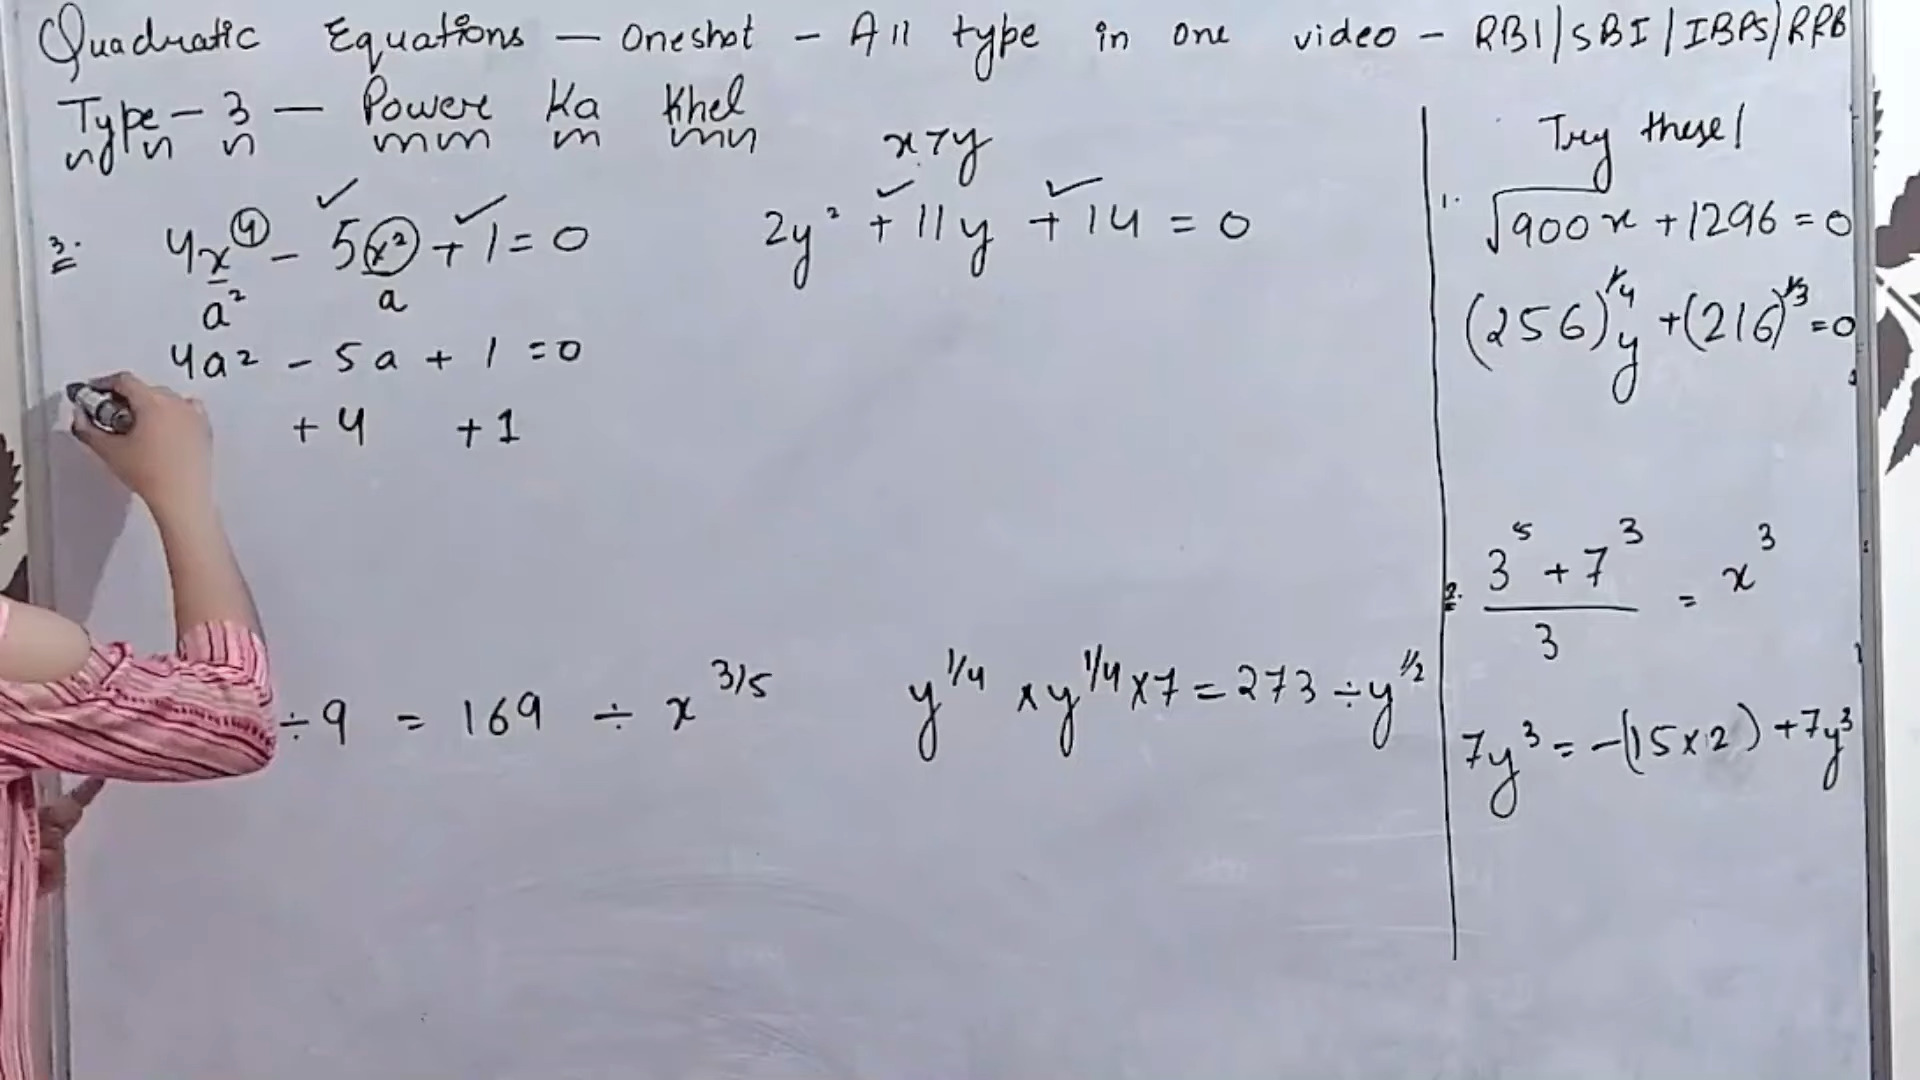 Quadratic Equations – Oneshot – All type in one video – RBI/SBI/IBPS/RRB
Type – 3 – Powere Ka Khel
x>y
3. 4x⁴ – 5x² + 1 = 0
a² a
4a² – 5a + 1 = 0
+4 +1
2y² + 11y + 14 = 0
÷ 9 = 169 ÷ x^3/5
y^1/4 × y^1/4 × 7 = 273 ÷ y^1/2
Try these!
1. √900 x + 1296 = 0
(256)^1/4 y + (216)^1/3 = 0
2. 3⁵ + 7³ / 3 = x³
7y³ = –(15×2) + 7y³